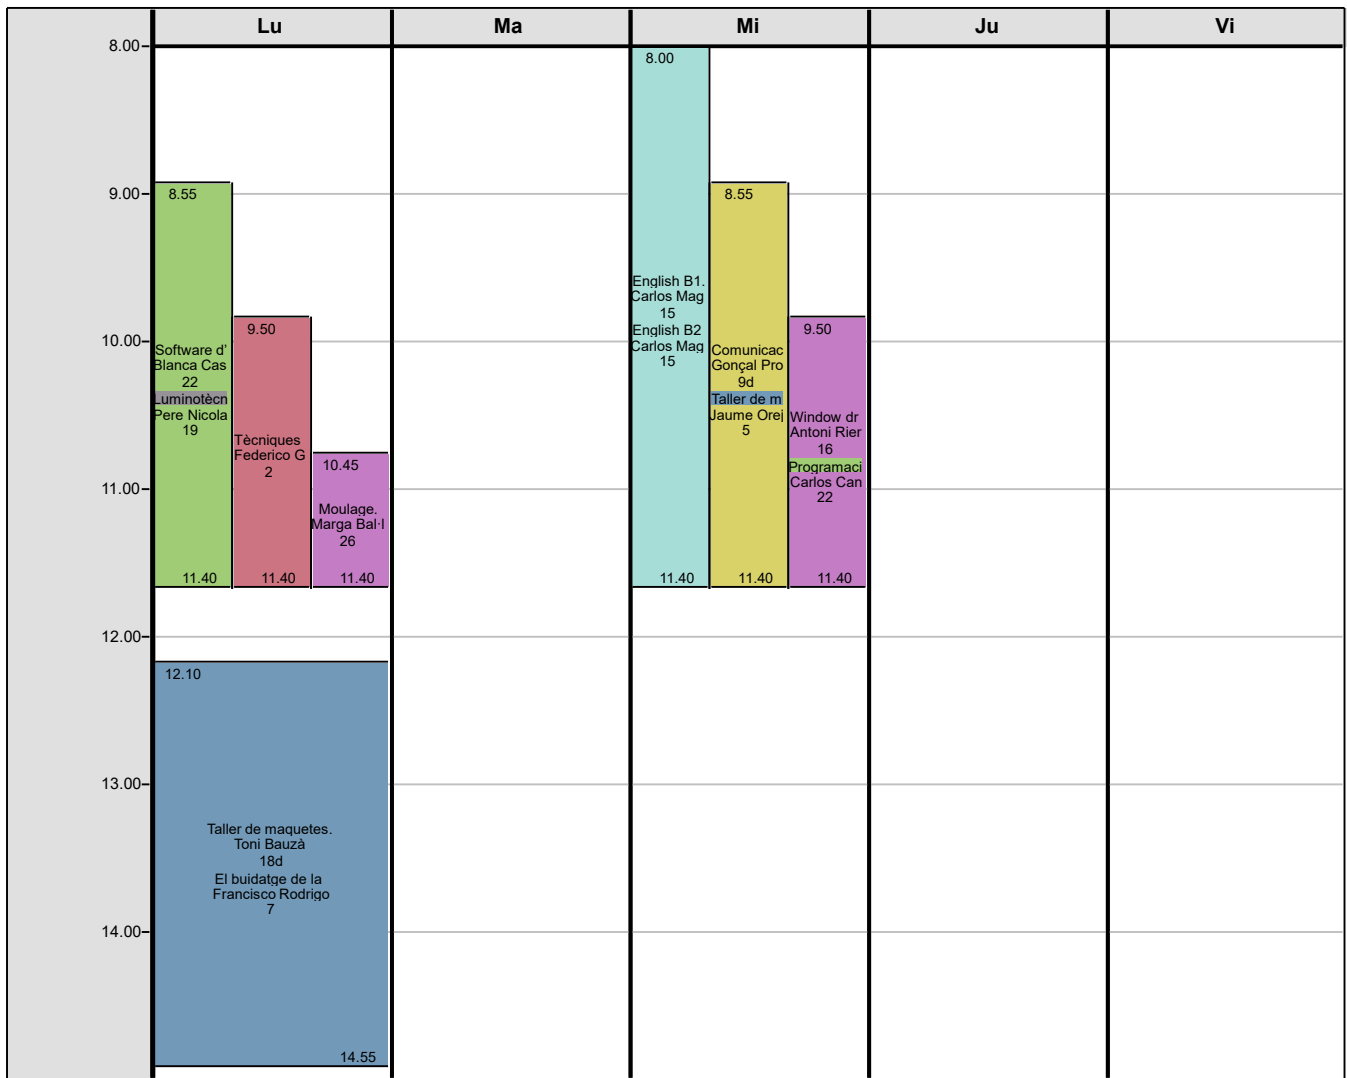 Lu Ma Mi Ju Vi
8.00
9.00
10.00
11.00
12.00
13.00
14.00
8.55
Software d'
Blanca Cas
22
Luminotècn
Pere Nicola
19
11.40
9.50
Tècniques
Federico G
2
11.40
10.45
Moulage.
Marga Bal·l
26
11.40
12.10
Taller de maquetes.
Toni Bauzà
18d
El buidatge de la
Francisco Rodrigo
7
14.55
8.00
English B1.
Carlos Mag
15
English B2
Carlos Mag
15
11.40
8.55
Comunicac
Gonçal Pro
9d
Taller de m
Jaume Orej
5
11.40
9.50
Window dr
Antoni Rier
16
Programaci
Carlos Can
22
11.40